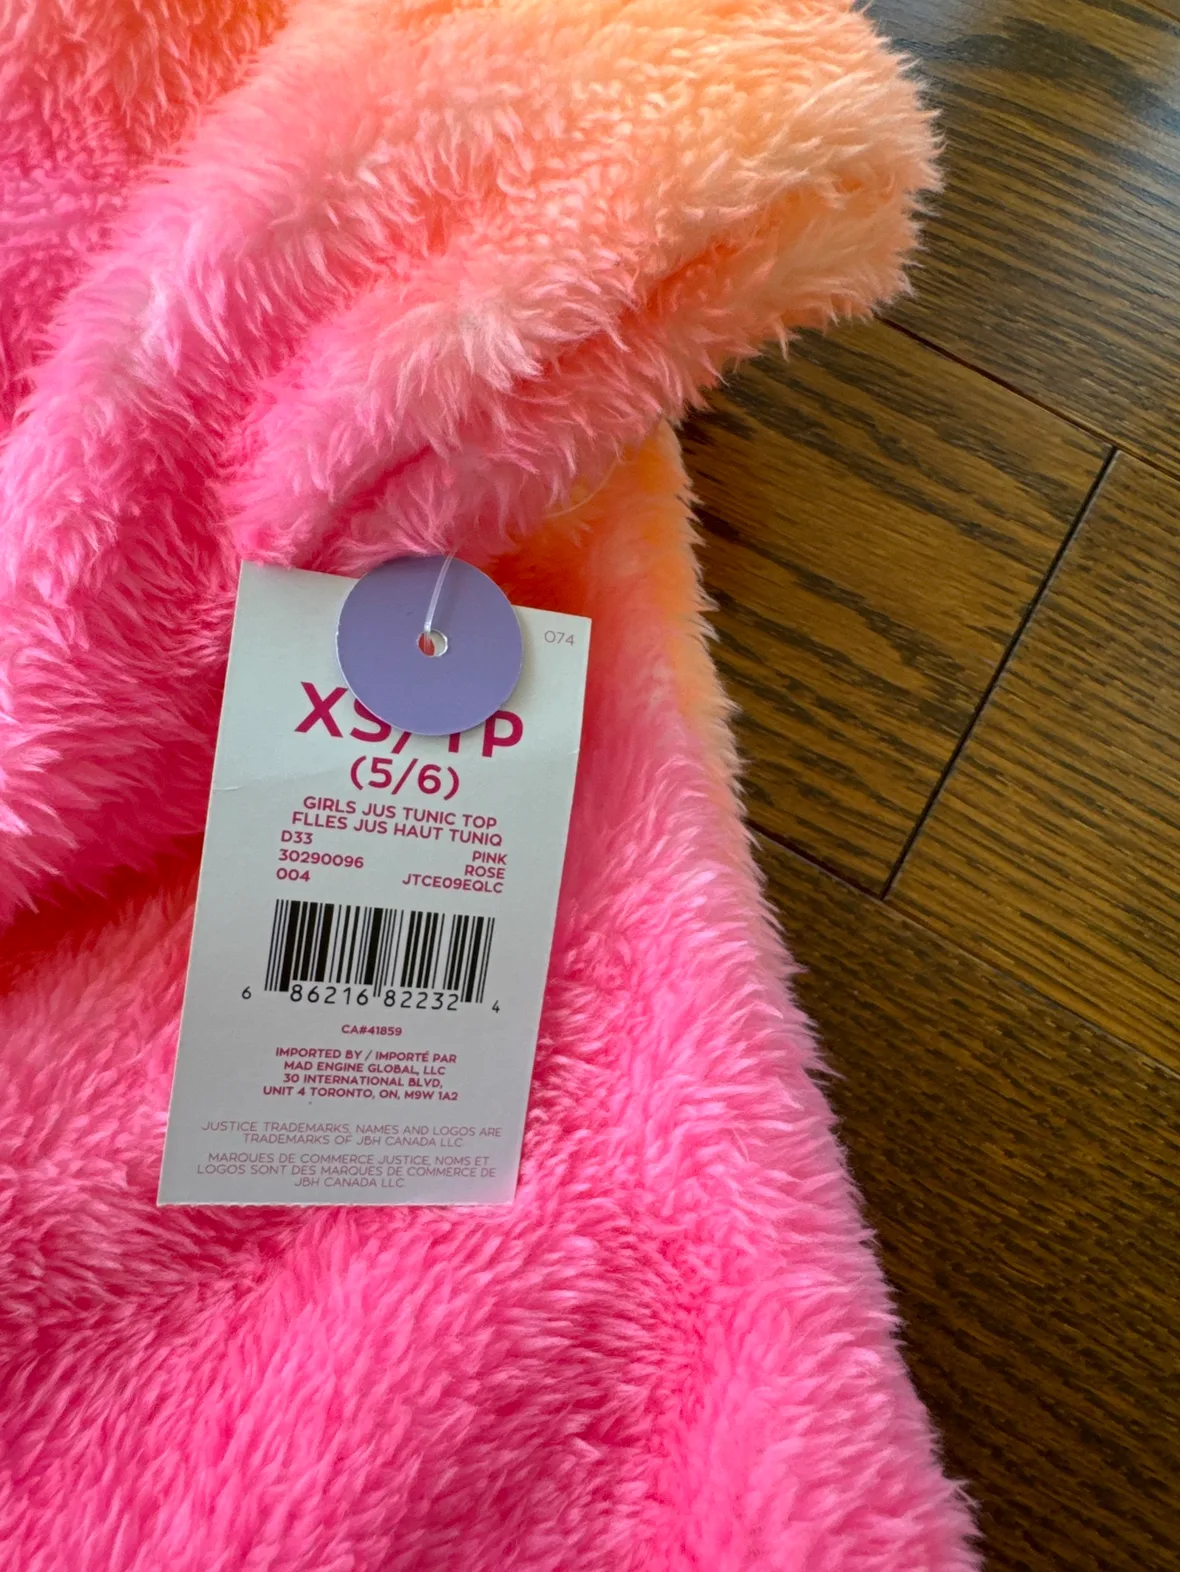 074
XS/TP
(5/6)
GIRLS JUS TUNIC TOP
FLLES JUS HAUT TUNIQ
D33
30290096 PINK
004 ROSE
JTCE09EQLC
6 86216 82232 4
CA#41859
IMPORTED BY / IMPORTÉ PAR
MAD ENGINE GLOBAL, LLC
30 INTERNATIONAL BLVD,
UNIT 4 TORONTO, ON, M9W 1A2
JUSTICE TRADEMARKS, NAMES AND LOGOS ARE
TRADEMARKS OF JBH CANADA LLC.
MARQUES DE COMMERCE JUSTICE, NOMS ET
LOGOS SONT DES MARQUES DE COMMERCE DE
JBH CANADA LLC.